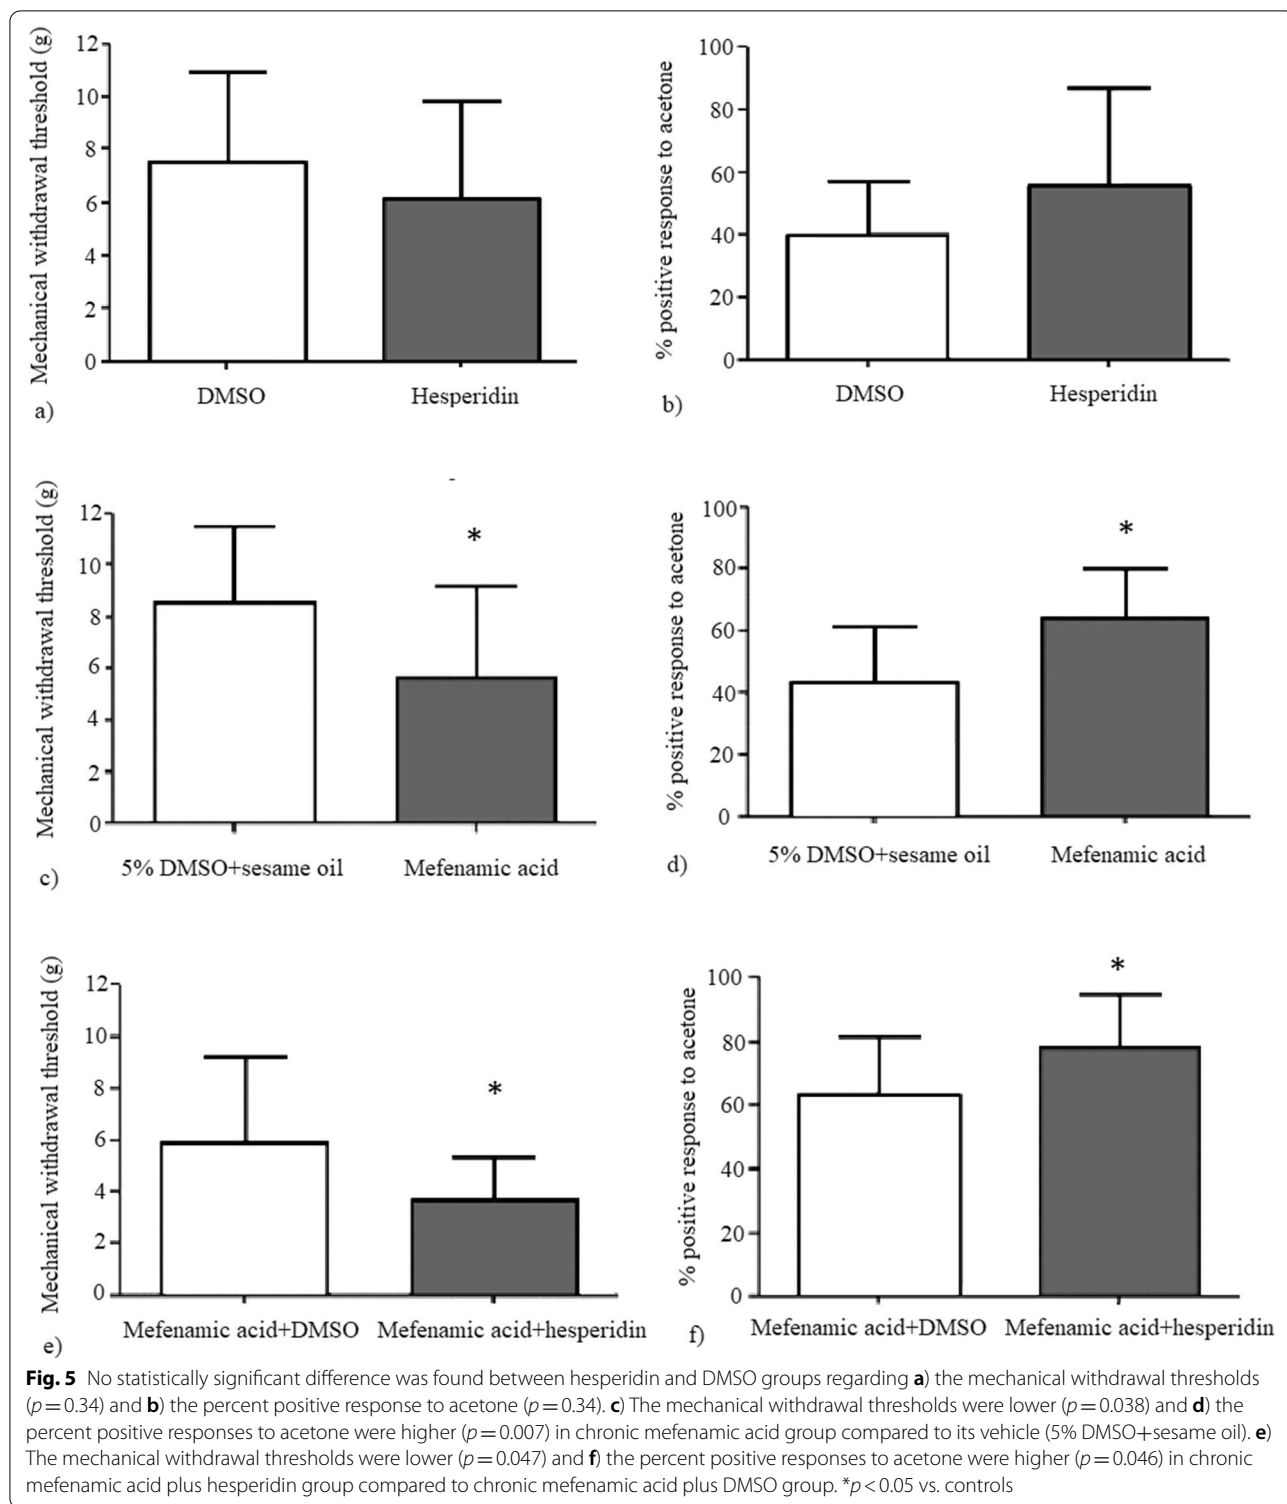 Mechanical withdrawal threshold (g)
12
10
8
6
4
2
0
DMSO
Hesperidin
a)
% positive response to acetone
100
80
60
40
20
0
DMSO
Hesperidin
b)
Mechanical withdrawal threshold (g)
12
10
8
6
4
2
0
*
5% DMSO+sesame oil
Mefenamic acid
c)
% positive response to acetone
100
80
60
40
20
0
*
5% DMSO+sesame oil
Mefenamic acid
d)
Mechanical withdrawal threshold (g)
12
10
8
6
4
2
0
*
Mefenamic acid+DMSO
Mefenamic acid+hesperidin
e)
% positive response to acetone
100
80
60
40
20
0
*
Mefenamic acid+DMSO
Mefenamic acid+hesperidin
f)
Fig. 5 No statistically significant difference was found between hesperidin and DMSO groups regarding a) the mechanical withdrawal thresholds
(p = 0.34) and b) the percent positive response to acetone (p = 0.34). c) The mechanical withdrawal thresholds were lower (p = 0.038) and d) the
percent positive responses to acetone were higher (p = 0.007) in chronic mefenamic acid group compared to its vehicle (5% DMSO+sesame oil). e)
The mechanical withdrawal thresholds were lower (p = 0.047) and f) the percent positive responses to acetone were higher (p = 0.046) in chronic
mefenamic acid plus hesperidin group compared to chronic mefenamic acid plus DMSO group. *p < 0.05 vs. controls